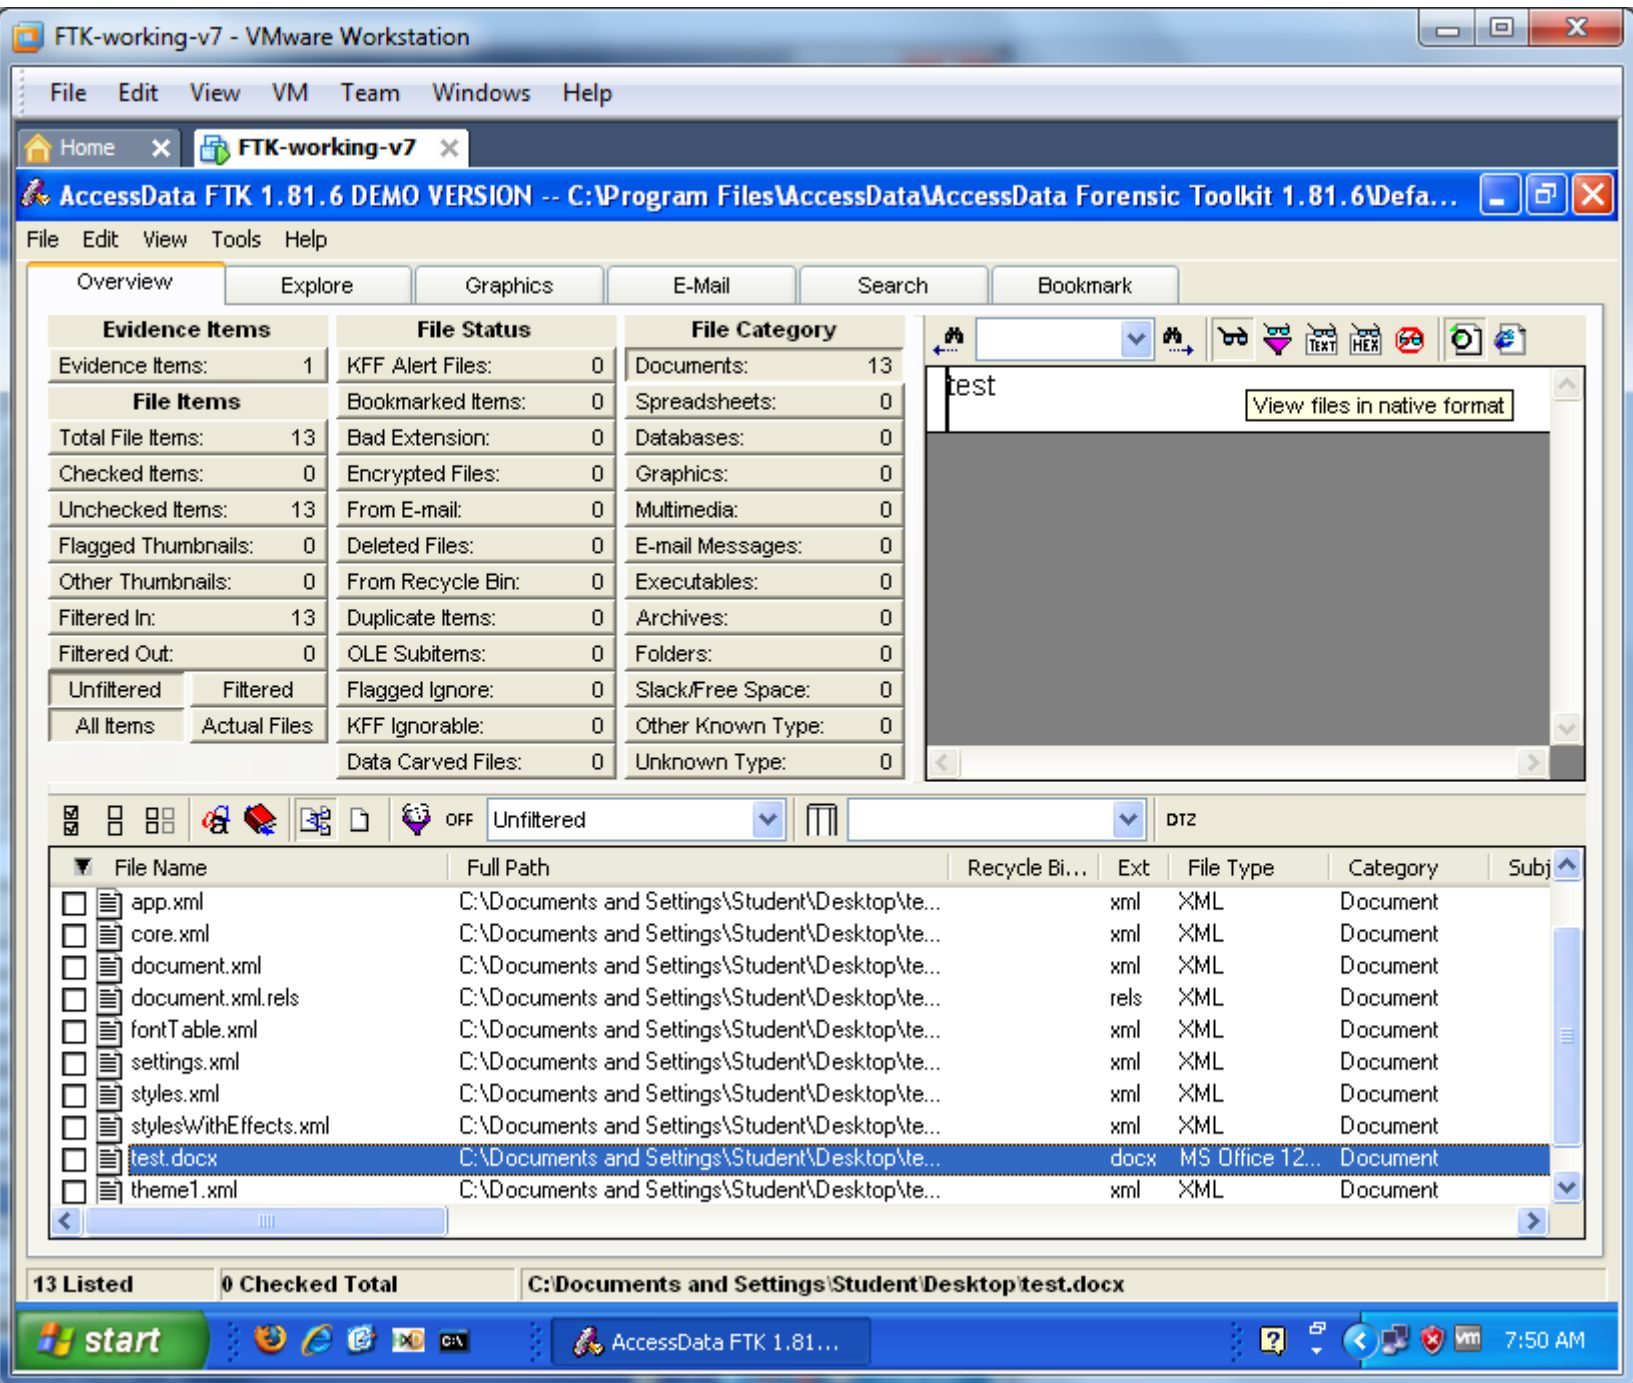 FTK-working-v7 - VMware Workstation
File Edit View VM Team Windows Help
Home FTK-working-v7
AccessData FTK 1.81.6 DEMO VERSION -- C:\Program Files\AccessData\AccessData Forensic Toolkit 1.81.6\Defa...
File Edit View Tools Help
Overview Explore Graphics E-Mail Search Bookmark
Evidence Items File Status File Category
Evidence Items: 1 KFF Alert Files: 0 Documents: 13
File Items Bookmarked Items: 0 Spreadsheets: 0
Total File Items: 13 Bad Extension: 0 Databases: 0
Checked Items: 0 Encrypted Files: 0 Graphics: 0
Unchecked Items: 13 From E-mail: 0 Multimedia: 0
Flagged Thumbnails: 0 Deleted Files: 0 E-mail Messages: 0
Other Thumbnails: 0 From Recycle Bin: 0 Executables: 0
Filtered In: 13 Duplicate Items: 0 Archives: 0
Filtered Out: 0 OLE Subitems: 0 Folders: 0
Unfiltered Filtered Flagged Ignore: 0 Slack/Free Space: 0
All Items Actual Files KFF Ignorable: 0 Other Known Type: 0
Data Carved Files: 0 Unknown Type: 0
TEXT HEX
test
View files in native format
OFF Unfiltered DTZ
File Name Full Path Recycle Bi... Ext File Type Category Subj
app.xml C:\Documents and Settings\Student\Desktop\te... xml XML Document
core.xml C:\Documents and Settings\Student\Desktop\te... xml XML Document
document.xml C:\Documents and Settings\Student\Desktop\te... xml XML Document
document.xml.rels C:\Documents and Settings\Student\Desktop\te... rels XML Document
fontTable.xml C:\Documents and Settings\Student\Desktop\te... xml XML Document
settings.xml C:\Documents and Settings\Student\Desktop\te... xml XML Document
styles.xml C:\Documents and Settings\Student\Desktop\te... xml XML Document
stylesWithEffects.xml C:\Documents and Settings\Student\Desktop\te... xml XML Document
test.docx C:\Documents and Settings\Student\Desktop\te... docx MS Office 12... Document
theme1.xml C:\Documents and Settings\Student\Desktop\te... xml XML Document
13 Listed 0 Checked Total C:\Documents and Settings\Student\Desktop\test.docx
start AccessData FTK 1.81... vm 7:50 AM